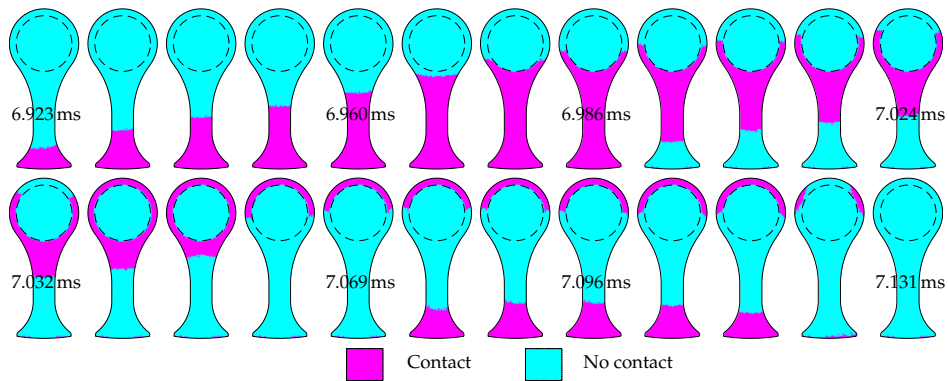 6.923 ms 6.960 ms 6.986 ms 7.024 ms
7.032 ms 7.069 ms 7.096 ms 7.131 ms
Contact No contact